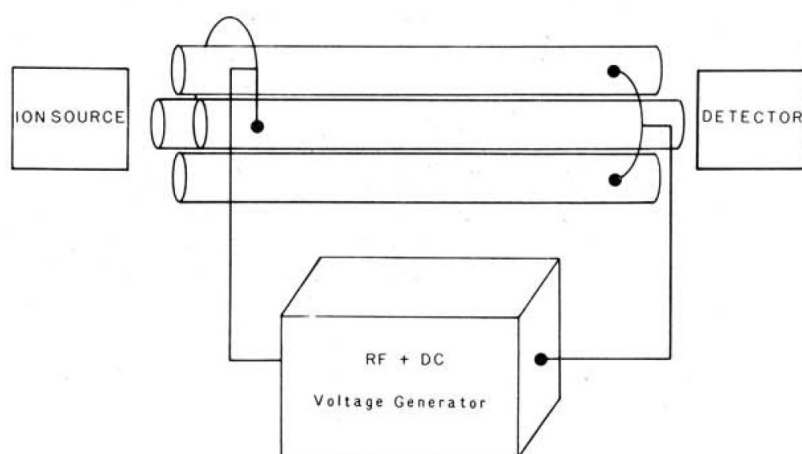 ION SOURCE
DETECTOR
RF + DC
Voltage Generator